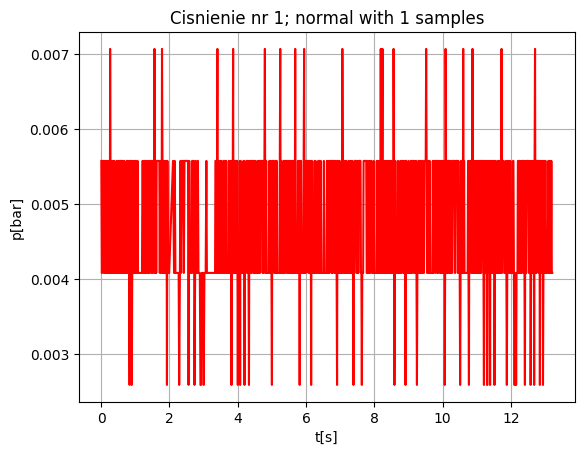 Cisnienie nr 1; normal with 1 samples
0.007
0.006
0.005
0.004
0.003
p[bar]
0 2 4 6 8 10 12
t[s]